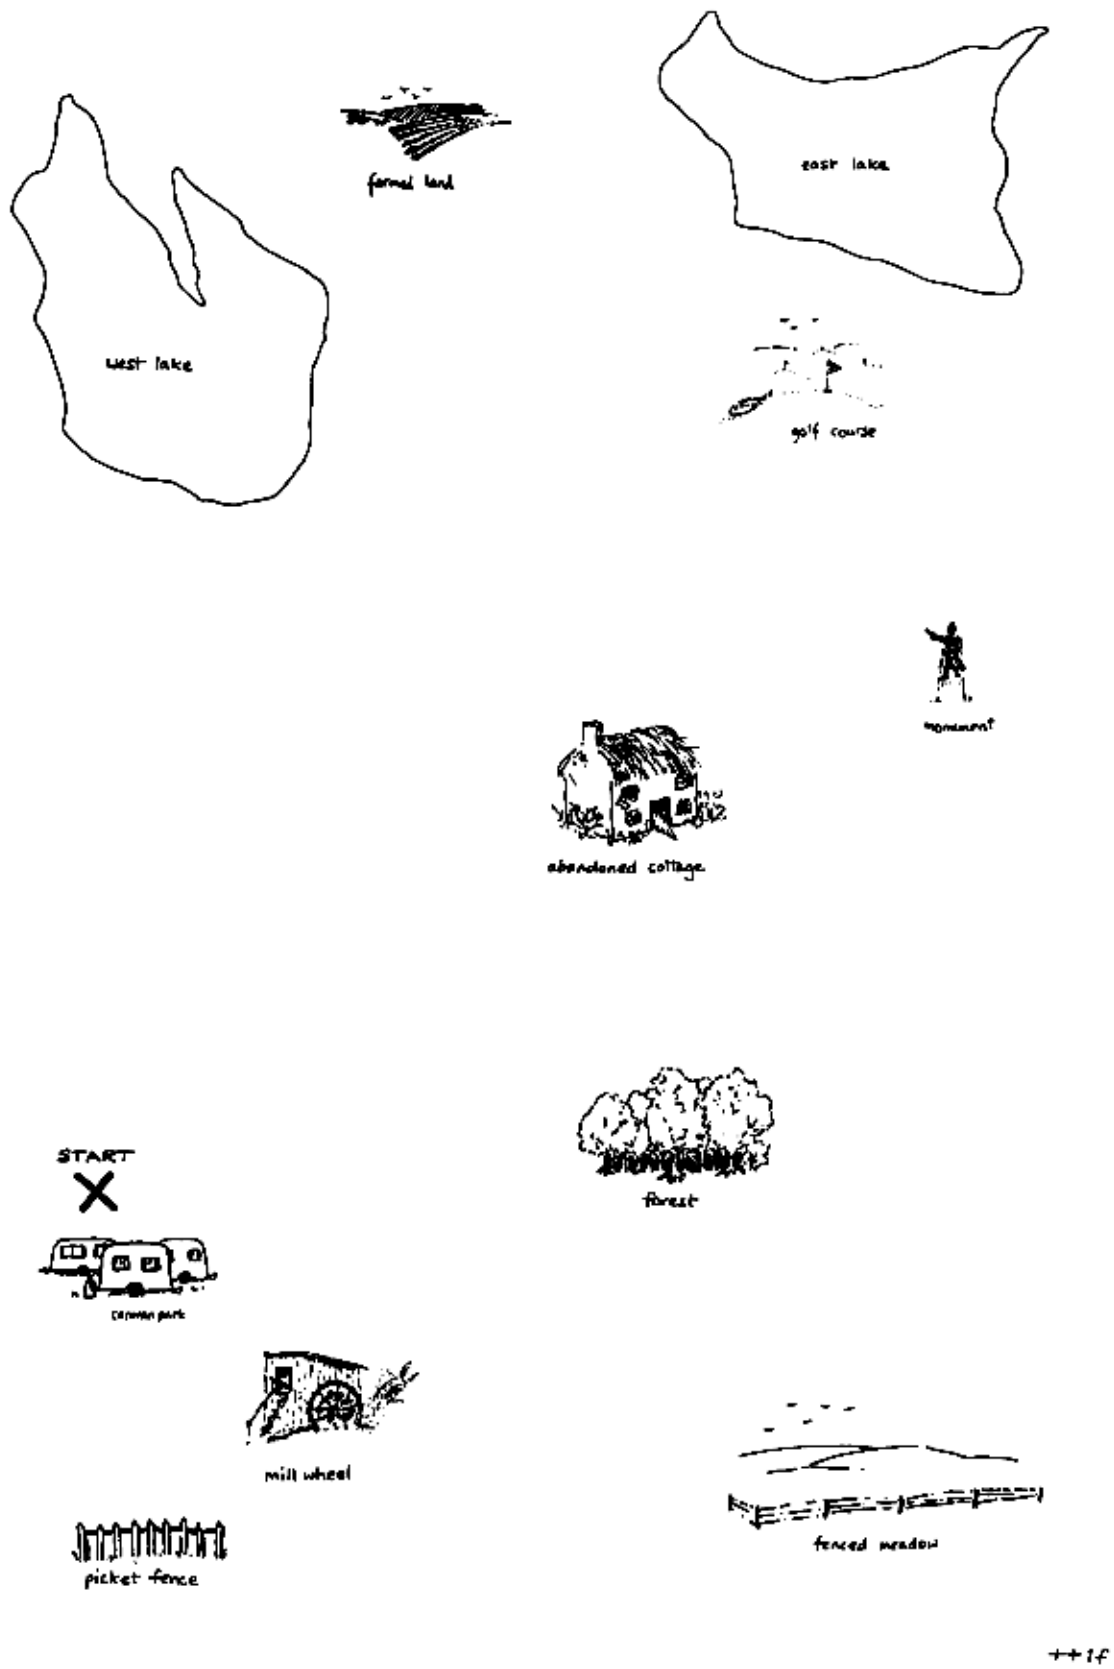 east lake
farmed land
west lake
golf course
monument
abandoned cottage
START
forest
caravan park
mill wheel
fenced meadow
picket fence
++1f